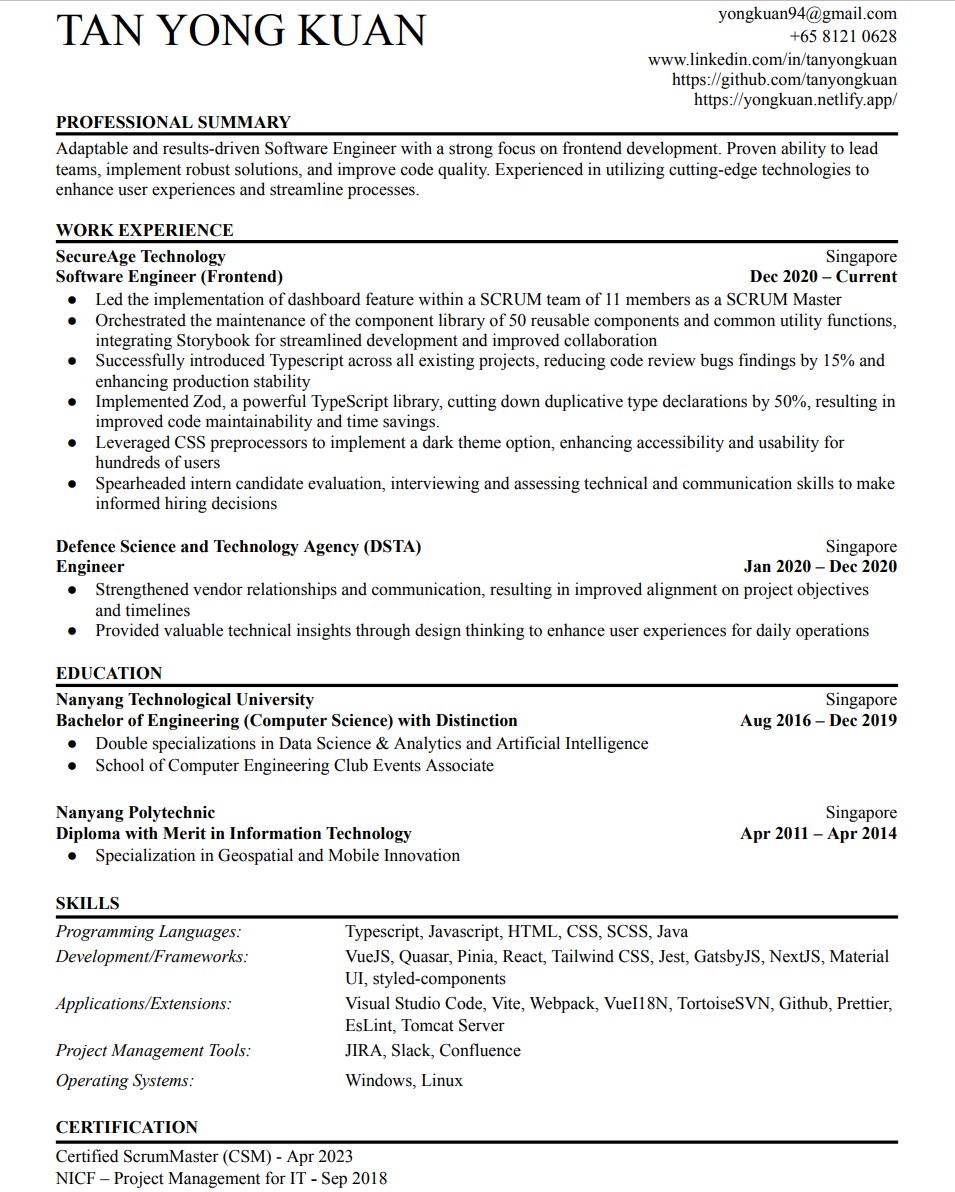 TAN YONG KUAN
yongkuan94@gmail.com
+65 8121 0628
www.linkedin.com/in/tanyongkuan
https://github.com/tanyongkuan
https://yongkuan.netlify.app/
PROFESSIONAL SUMMARY
Adaptable and results-driven Software Engineer with a strong focus on frontend development. Proven ability to lead
teams, implement robust solutions, and improve code quality. Experienced in utilizing cutting-edge technologies to
enhance user experiences and streamline processes.
WORK EXPERIENCE
SecureAge Technology Singapore
Software Engineer (Frontend) Dec 2020 – Current
● Led the implementation of dashboard feature within a SCRUM team of 11 members as a SCRUM Master
● Orchestrated the maintenance of the component library of 50 reusable components and common utility functions,
integrating Storybook for streamlined development and improved collaboration
● Successfully introduced Typescript across all existing projects, reducing code review bugs findings by 15% and
enhancing production stability
● Implemented Zod, a powerful TypeScript library, cutting down duplicative type declarations by 50%, resulting in
improved code maintainability and time savings.
● Leveraged CSS preprocessors to implement a dark theme option, enhancing accessibility and usability for
hundreds of users
● Spearheaded intern candidate evaluation, interviewing and assessing technical and communication skills to make
informed hiring decisions
Defence Science and Technology Agency (DSTA) Singapore
Engineer Jan 2020 – Dec 2020
● Strengthened vendor relationships and communication, resulting in improved alignment on project objectives
and timelines
● Provided valuable technical insights through design thinking to enhance user experiences for daily operations
EDUCATION
Nanyang Technological University Singapore
Bachelor of Engineering (Computer Science) with Distinction Aug 2016 – Dec 2019
● Double specializations in Data Science & Analytics and Artificial Intelligence
● School of Computer Engineering Club Events Associate
Nanyang Polytechnic Singapore
Diploma with Merit in Information Technology Apr 2011 – Apr 2014
● Specialization in Geospatial and Mobile Innovation
SKILLS
Programming Languages: Typescript, Javascript, HTML, CSS, SCSS, Java
Development/Frameworks: VueJS, Quasar, Pinia, React, Tailwind CSS, Jest, GatsbyJS, NextJS, Material
UI, styled-components
Applications/Extensions: Visual Studio Code, Vite, Webpack, VueI18N, TortoiseSVN, Github, Prettier,
EsLint, Tomcat Server
Project Management Tools: JIRA, Slack, Confluence
Operating Systems: Windows, Linux
CERTIFICATION
Certified ScrumMaster (CSM) - Apr 2023
NICF – Project Management for IT - Sep 2018